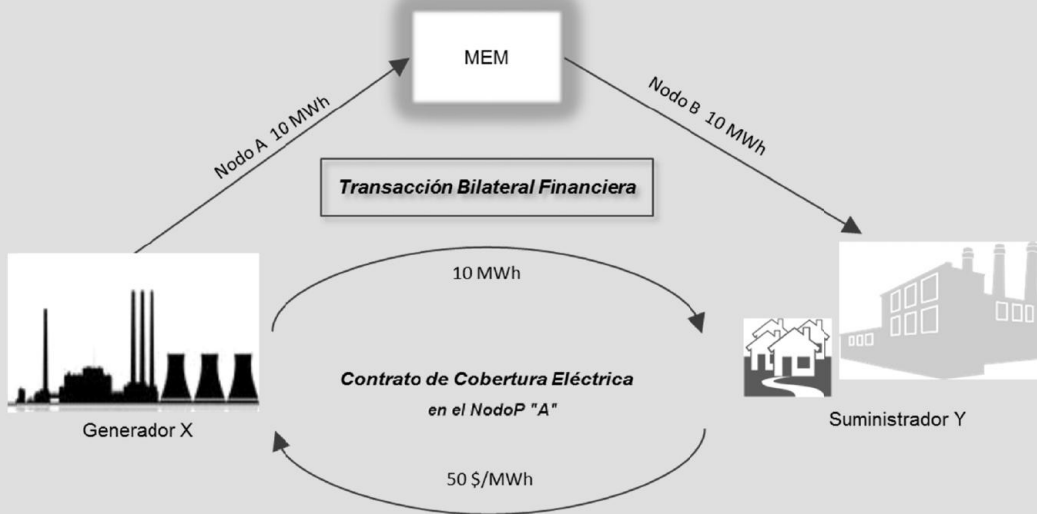 MEM
Nodo A 10 MWh
Nodo B 10 MWh
Transacción Bilateral Financiera
10 MWh
Contrato de Cobertura Eléctrica
en el NodoP "A"
Generador X
Suministrador Y
50 $/MWh